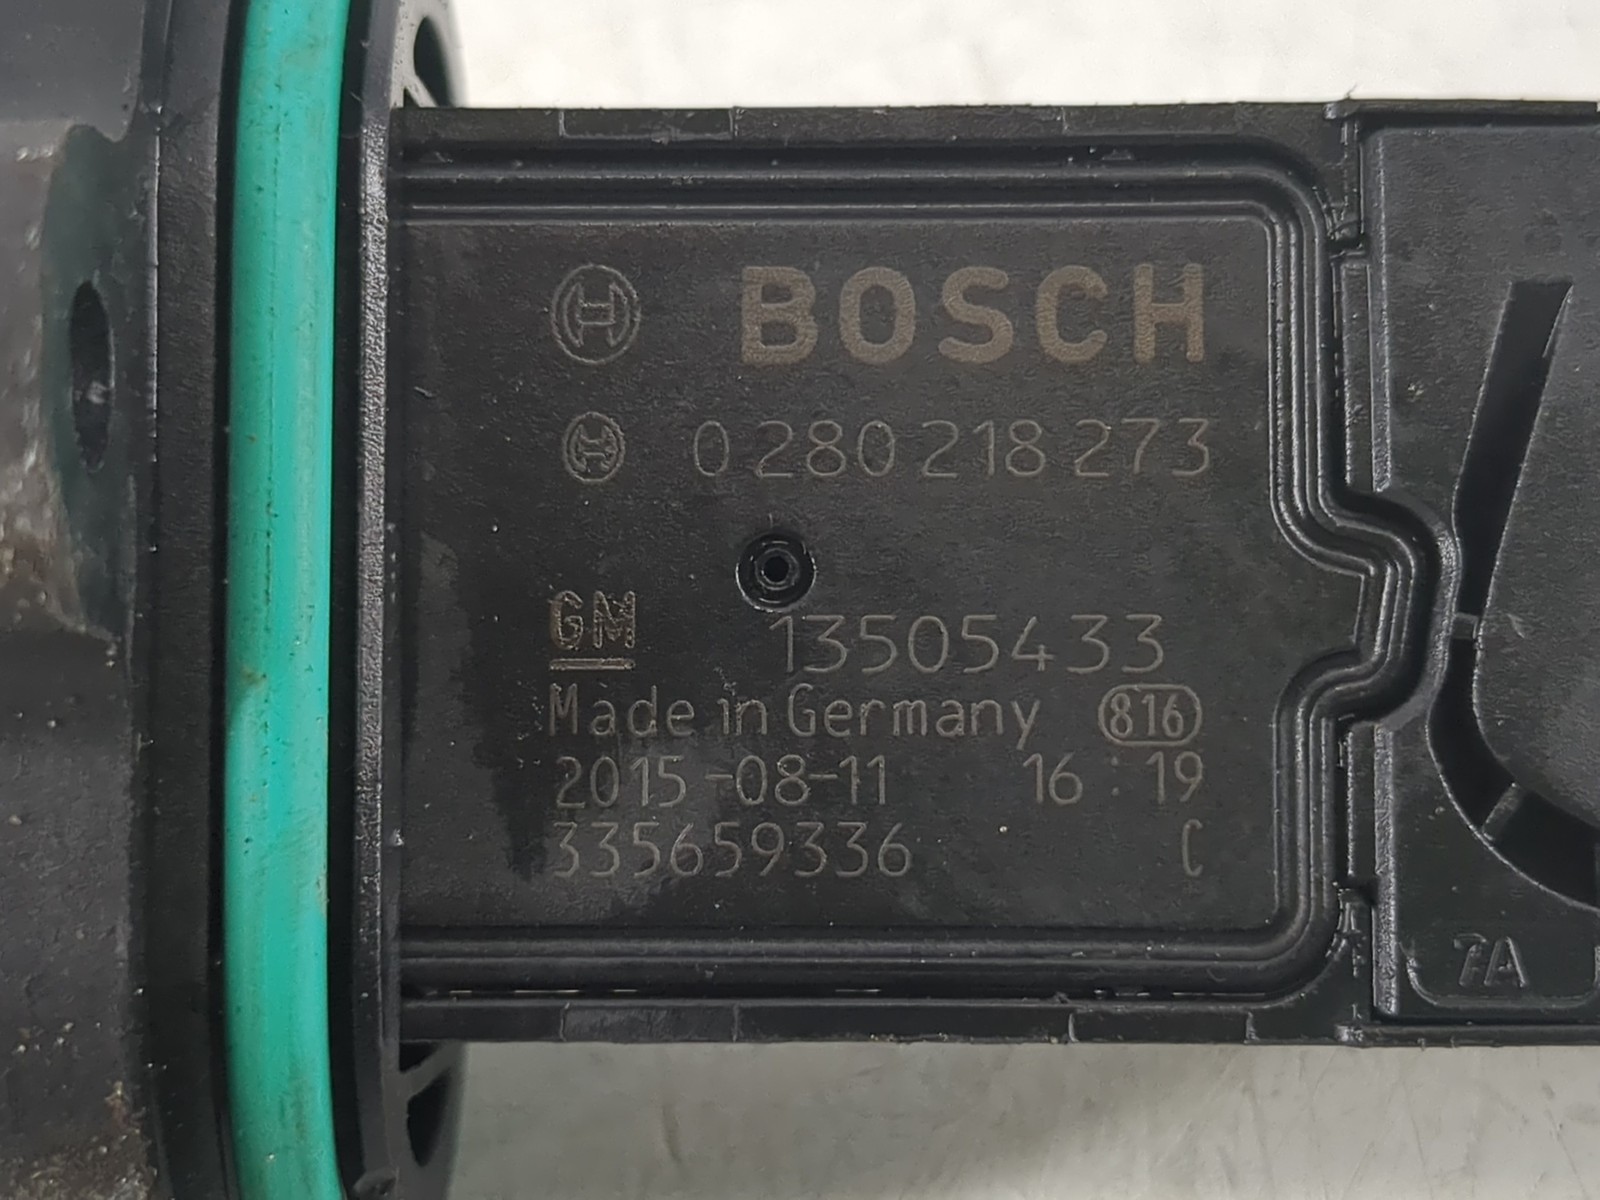 BOSCH
0 280 218 273
GM 13505433
Made in Germany 816
2015-08-11 16:19
335659336 C
7A